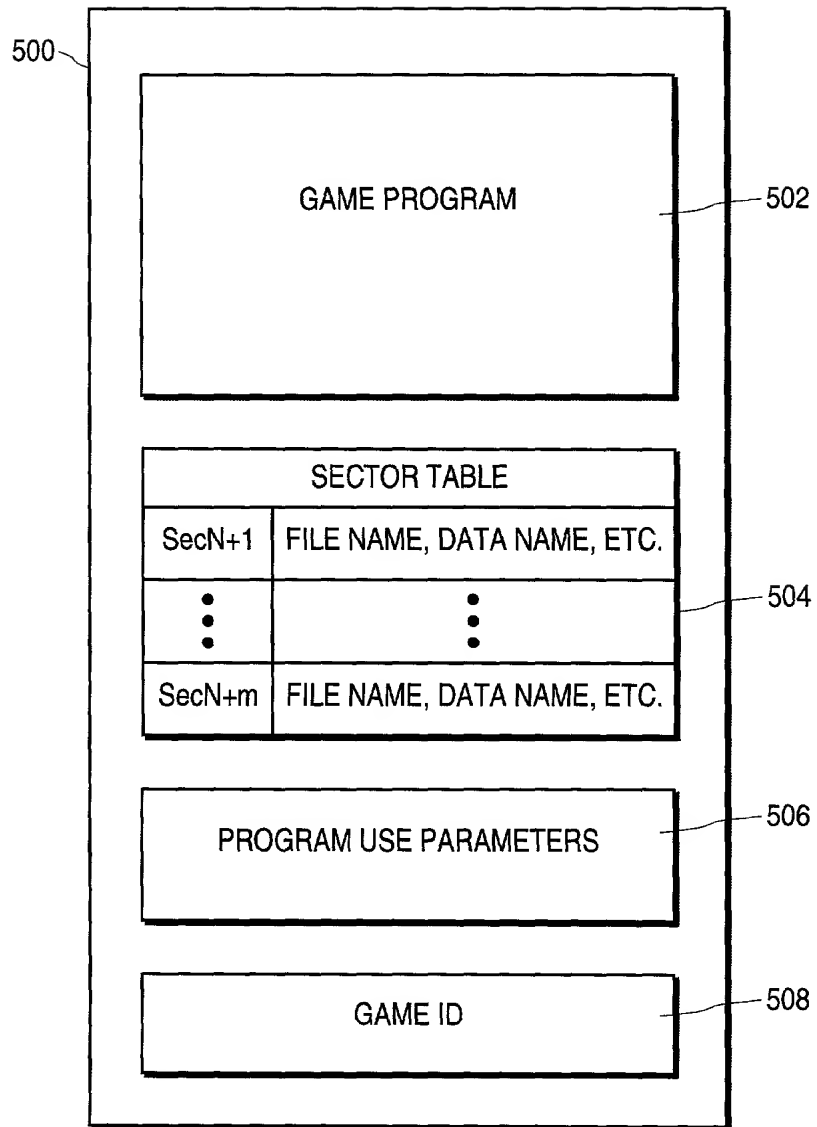 500
GAME PROGRAM
502
SECTOR TABLE
SecN+1 FILE NAME, DATA NAME, ETC.
504
SecN+m FILE NAME, DATA NAME, ETC.
PROGRAM USE PARAMETERS
506
GAME ID
508